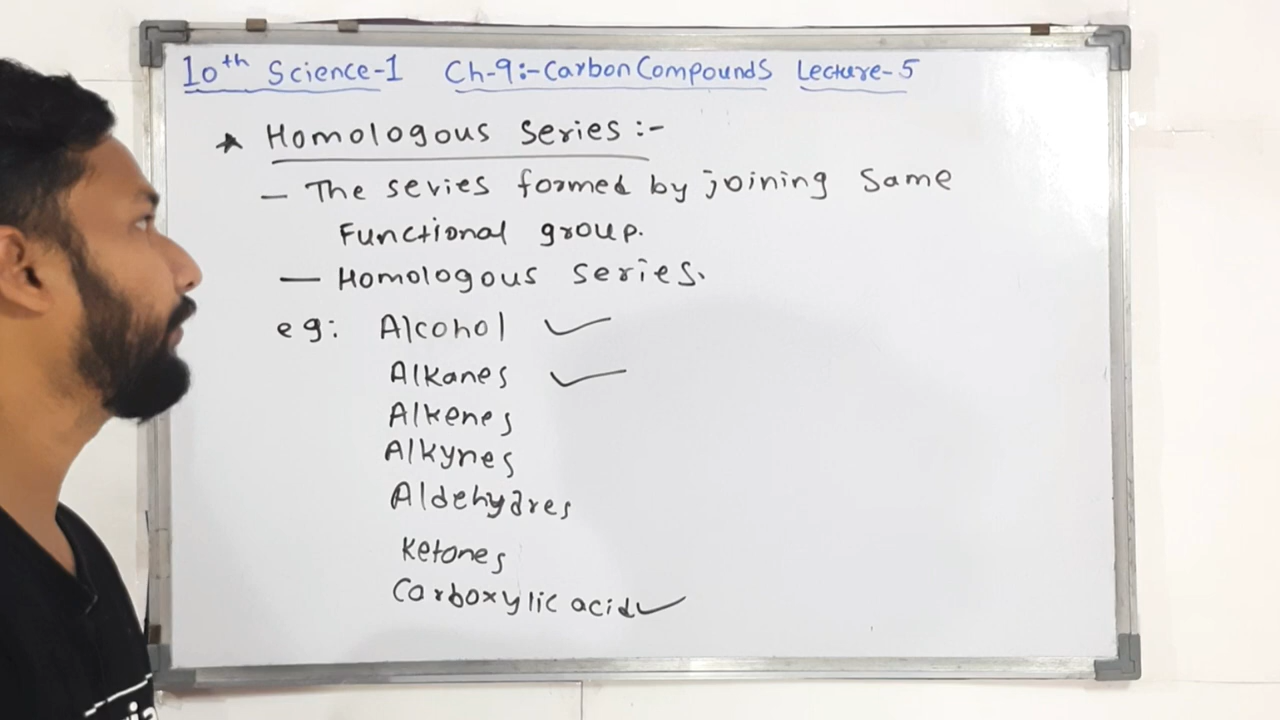 10th Science-1 Ch-9:- Carbon Compounds Lecture-5
* Homologous Series:-
- The series formed by joining Same
Functional group.
- Homologous series.
eg: Alcohol ✓
Alkanes ✓
Alkenes
Alkynes
Aldehydres
Ketones
Carboxylic acid ✓